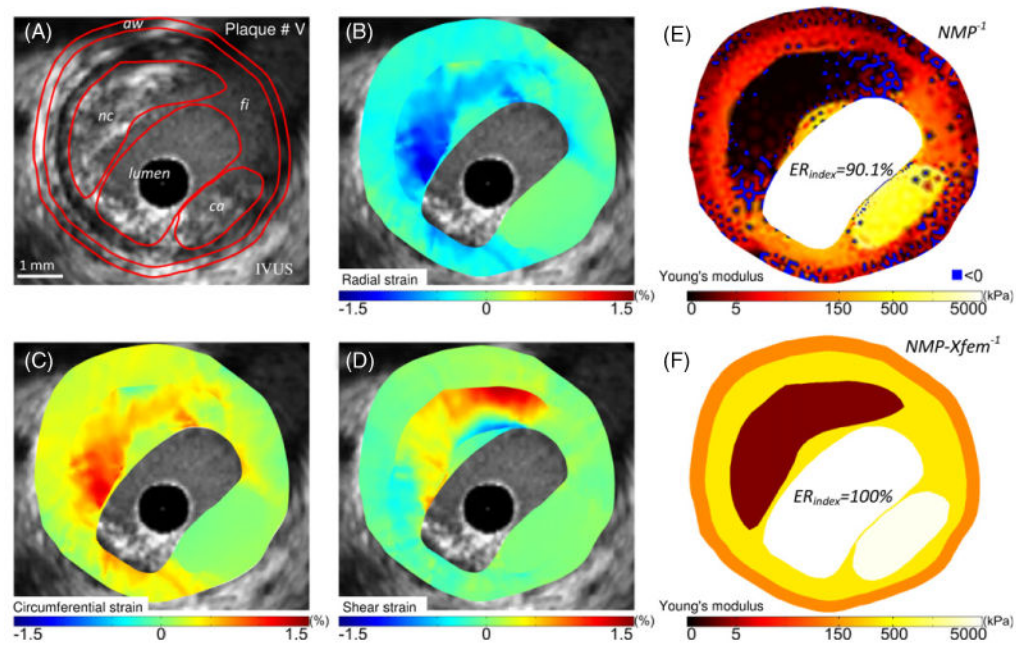 (A)
aw
Plaque # V
nc
fi
lumen
ca
1 mm
IVUS
(B)
Radial strain
(%)
-1.5 0 1.5
(E)
NMP-1
ERindex=90.1%
Young's modulus
<0
(kPa)
0 5 150 500 5000
(C)
Circumferential strain
(%)
-1.5 0 1.5
(D)
Shear strain
(%)
-1.5 0 1.5
(F)
NMP-Xfem-1
ERindex=100%
Young's modulus
(kPa)
0 5 150 500 5000